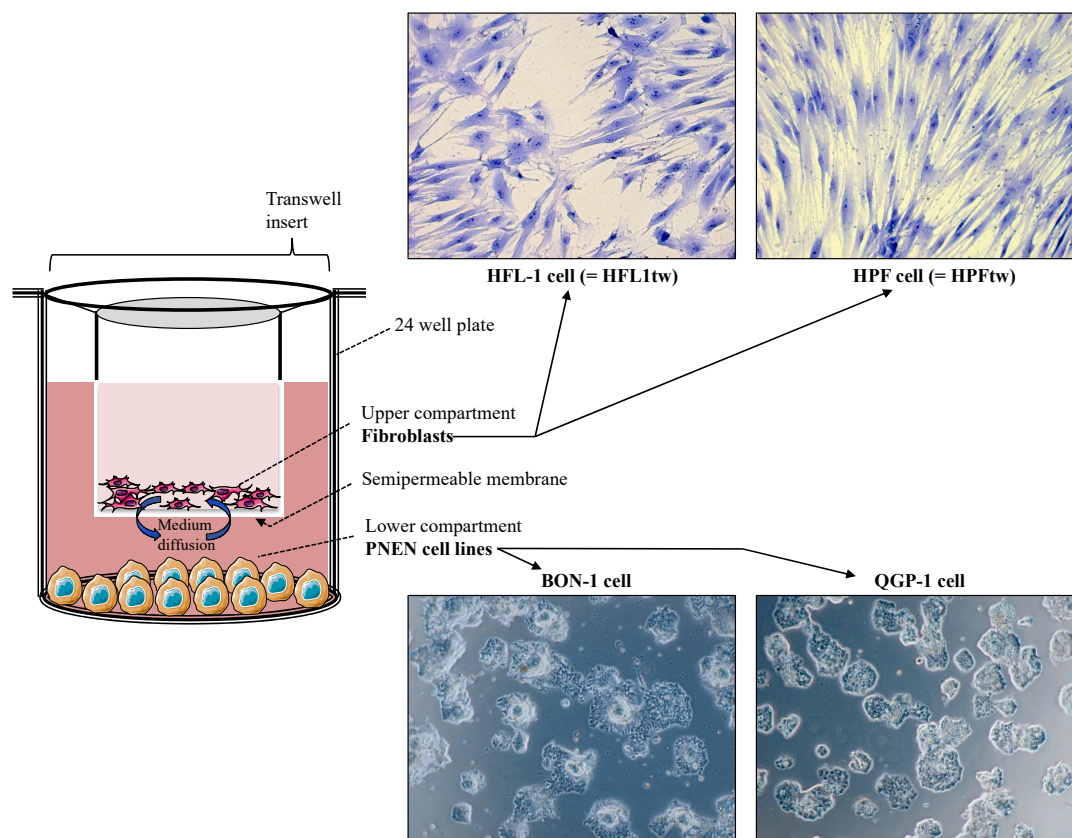 Transwell
insert
HFL-1 cell (= HFL1tw)
HPF cell (= HPFtw)
24 well plate
Upper compartment
Fibroblasts
Semipermeable membrane
Medium
diffusion
Lower compartment
PNEN cell lines
BON-1 cell
QGP-1 cell